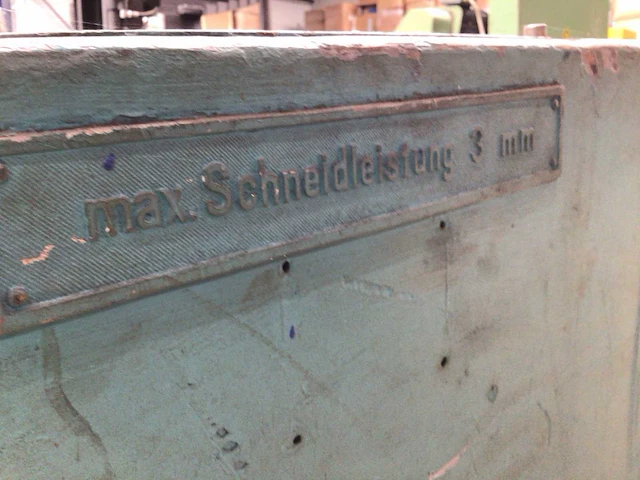 max. Schneidleistung 3 mm